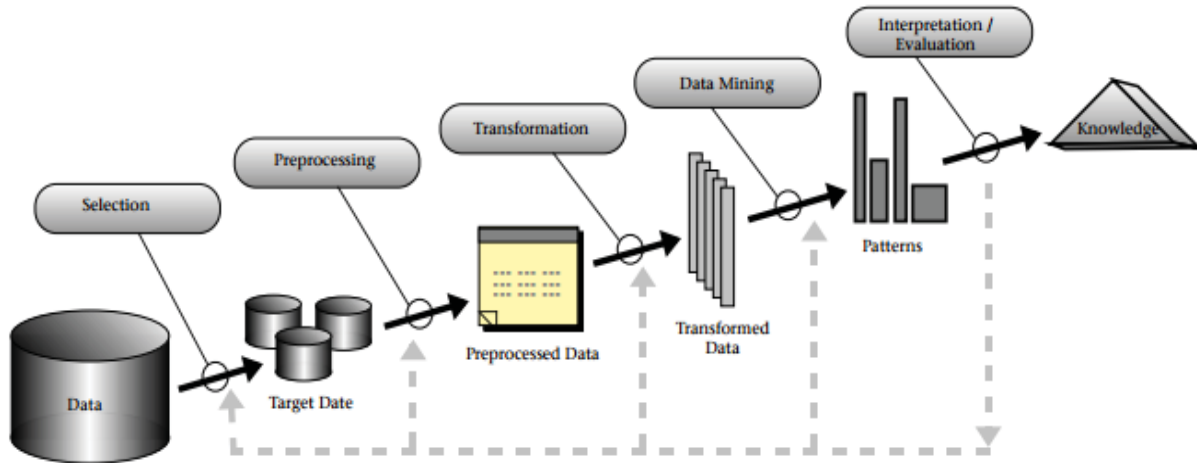 Interpretation /
Evaluation
Data Mining
Transformation
Preprocessing
Selection
Knowledge
Patterns
Transformed
Data
Preprocessed Data
Target Date
Data